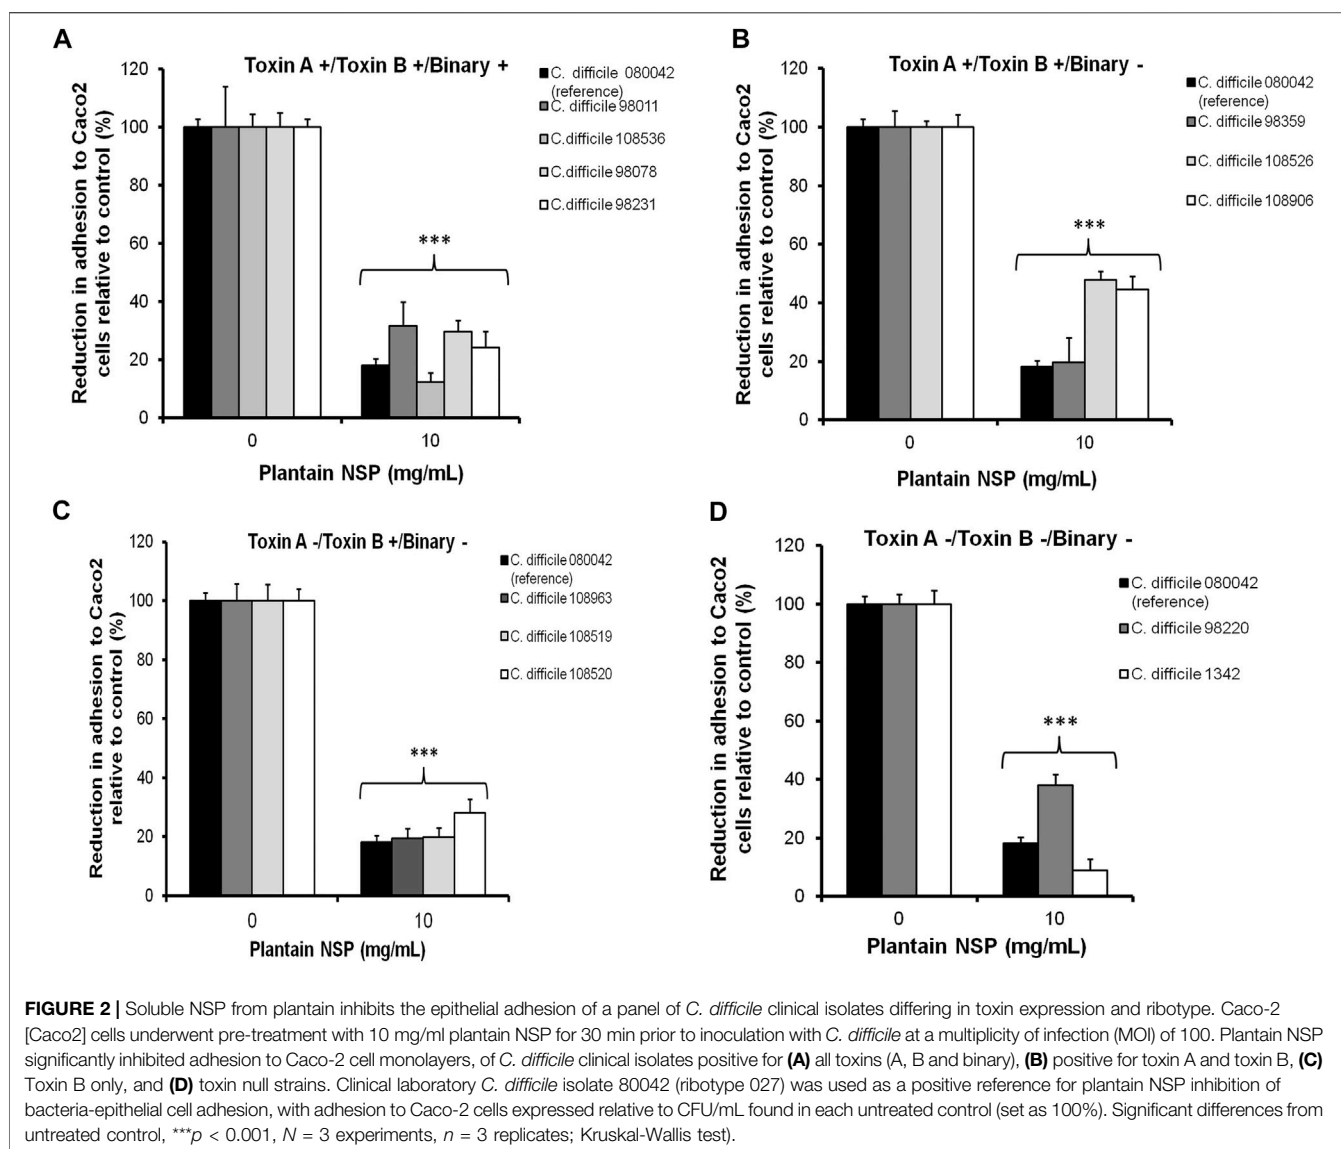 A
Toxin A +/Toxin B +/Binary +
Reduction in adhesion to Caco2
cells relative to control (%)
120
100
80
60
40
20
0
***
0
10
Plantain NSP (mg/mL)
C. difficile 080042
(reference)
C. difficile 98011
C.difficile 108536
C.difficile 98078
C.difficile 98231
B
Toxin A +/Toxin B +/Binary -
Reduction in adhesion to Caco2
cells relative to control (%)
120
100
80
60
40
20
0
***
0
10
Plantain NSP (mg/mL)
C. difficile 080042
(reference)
C. difficile 98359
C. difficile 108526
C. difficile 108906
C
Toxin A -/Toxin B +/Binary -
Reduction in adhesion to Caco2
relative to control (%)
120
100
80
60
40
20
0
***
0
10
Plantain NSP (mg/mL)
C. difficile 080042
(reference)
C. difficile 108963
C. difficile 108519
C. difficile 108520
D
Toxin A -/Toxin B -/Binary -
Reduction in adhesion to Caco2
cells relative to control (%)
120
100
80
60
40
20
0
***
0
10
Plantain NSP (mg/mL)
C. difficile 080042
(reference)
C. difficile 98220
C. difficile 1342
FIGURE 2 | Soluble NSP from plantain inhibits the epithelial adhesion of a panel of C. difficile clinical isolates differing in toxin expression and ribotype. Caco-2
[Caco2] cells underwent pre-treatment with 10 mg/ml plantain NSP for 30 min prior to inoculation with C. difficile at a multiplicity of infection (MOI) of 100. Plantain NSP
significantly inhibited adhesion to Caco-2 cell monolayers, of C. difficile clinical isolates positive for (A) all toxins (A, B and binary), (B) positive for toxin A and toxin B, (C)
Toxin B only, and (D) toxin null strains. Clinical laboratory C. difficile isolate 80042 (ribotype 027) was used as a positive reference for plantain NSP inhibition of
bacteria-epithelial cell adhesion, with adhesion to Caco-2 cells expressed relative to CFU/mL found in each untreated control (set as 100%). Significant differences from
untreated control, ***p < 0.001, N = 3 experiments, n = 3 replicates; Kruskal-Wallis test).